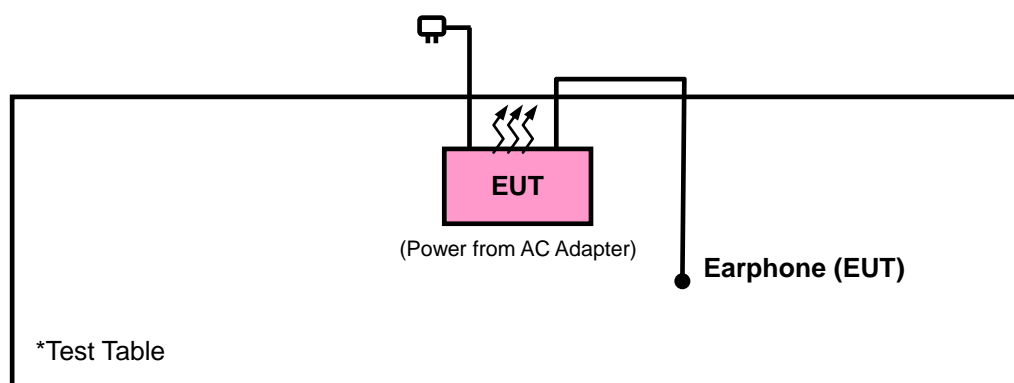 EUT
(Power from AC Adapter)
Earphone (EUT)
*Test Table